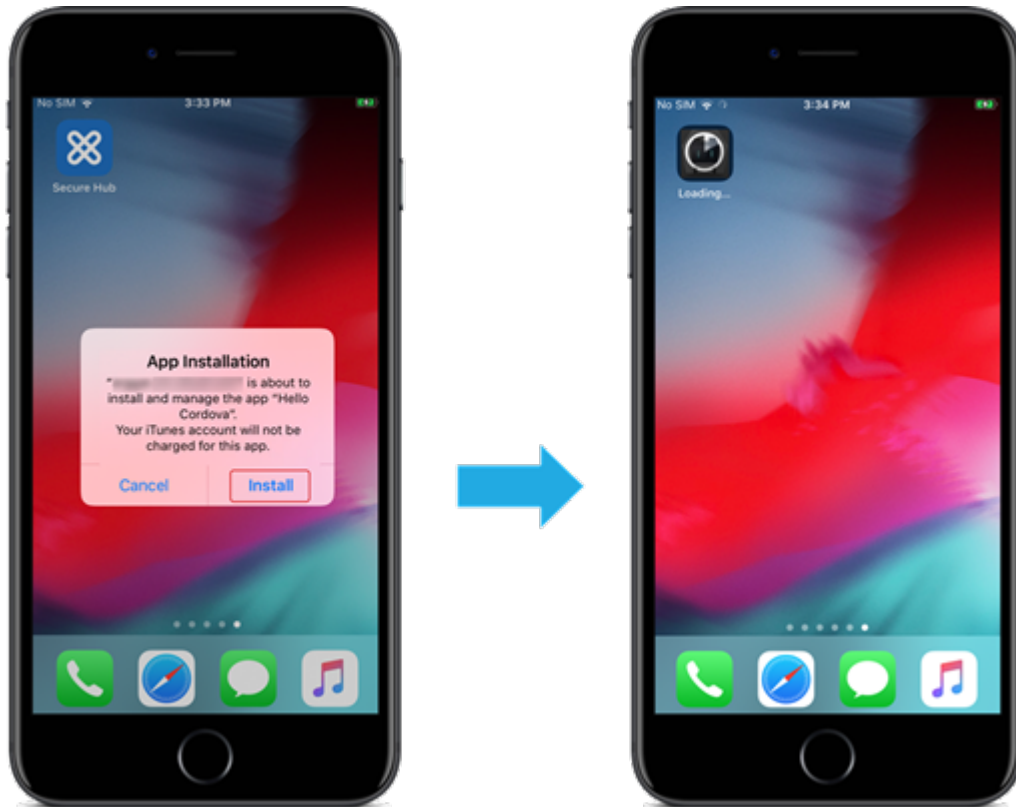 No SIM 3:33 PM
Secure Hub
App Installation
" is about to
install and manage the app "Hello
Cordova".
Your iTunes account will not be
charged for this app.
Cancel Install
No SIM 3:34 PM
Loading...